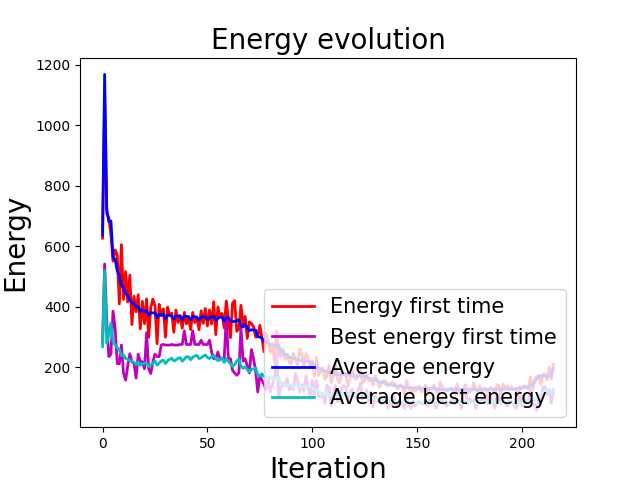 Energy evolution
Energy
1200
1000
800
600
400
200
0
50
100
150
200
Iteration
Energy first time
Best energy first time
Average energy
Average best energy